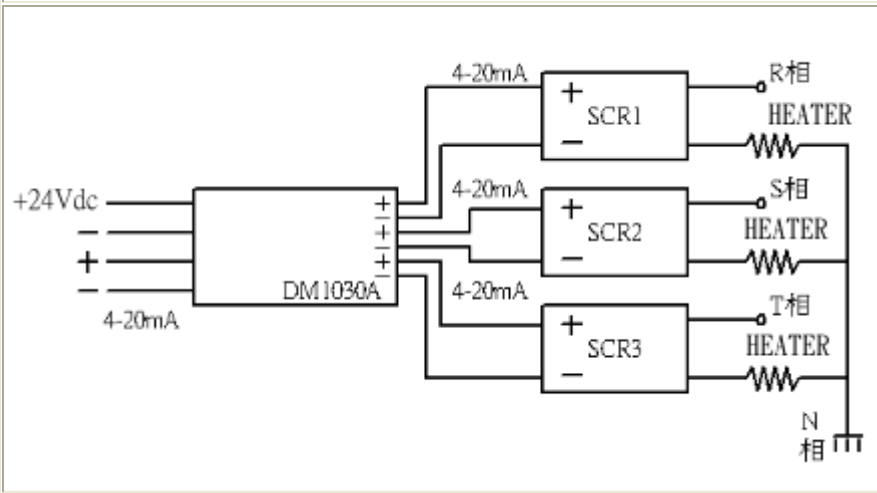 4-20mA
R相
+
SCR1
HEATER
−
+24Vdc
−
+
−
4-20mA
DM1030A
+
−
+
−
+
−
4-20mA
S相
+
SCR2
HEATER
−
4-20mA
T相
+
SCR3
HEATER
−
N
相